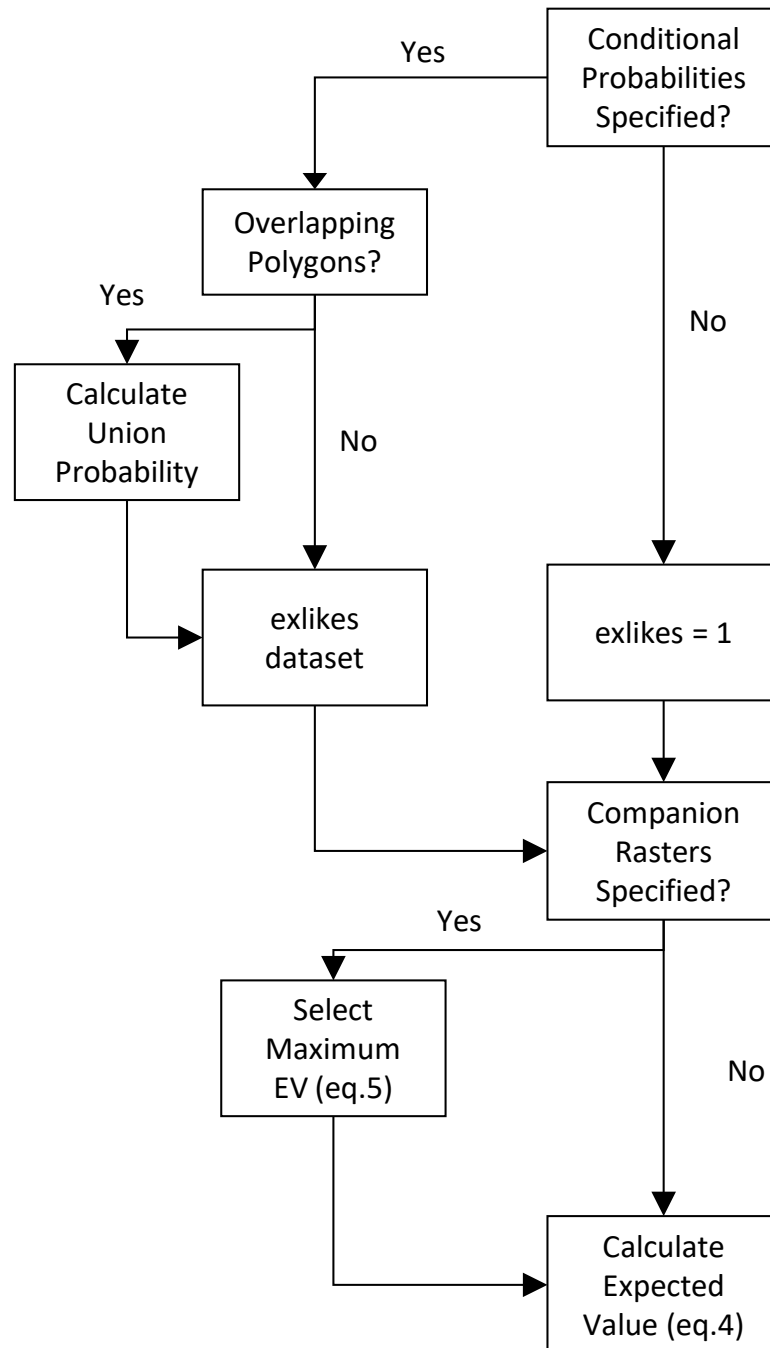 Conditional
Probabilities
Specified?
Yes
Overlapping
Polygons?
Yes
No
Calculate
Union
Probability
No
exlikes
dataset
exlikes = 1
Companion
Rasters
Specified?
Yes
Select
Maximum
EV (eq.5)
No
Calculate
Expected
Value (eq.4)